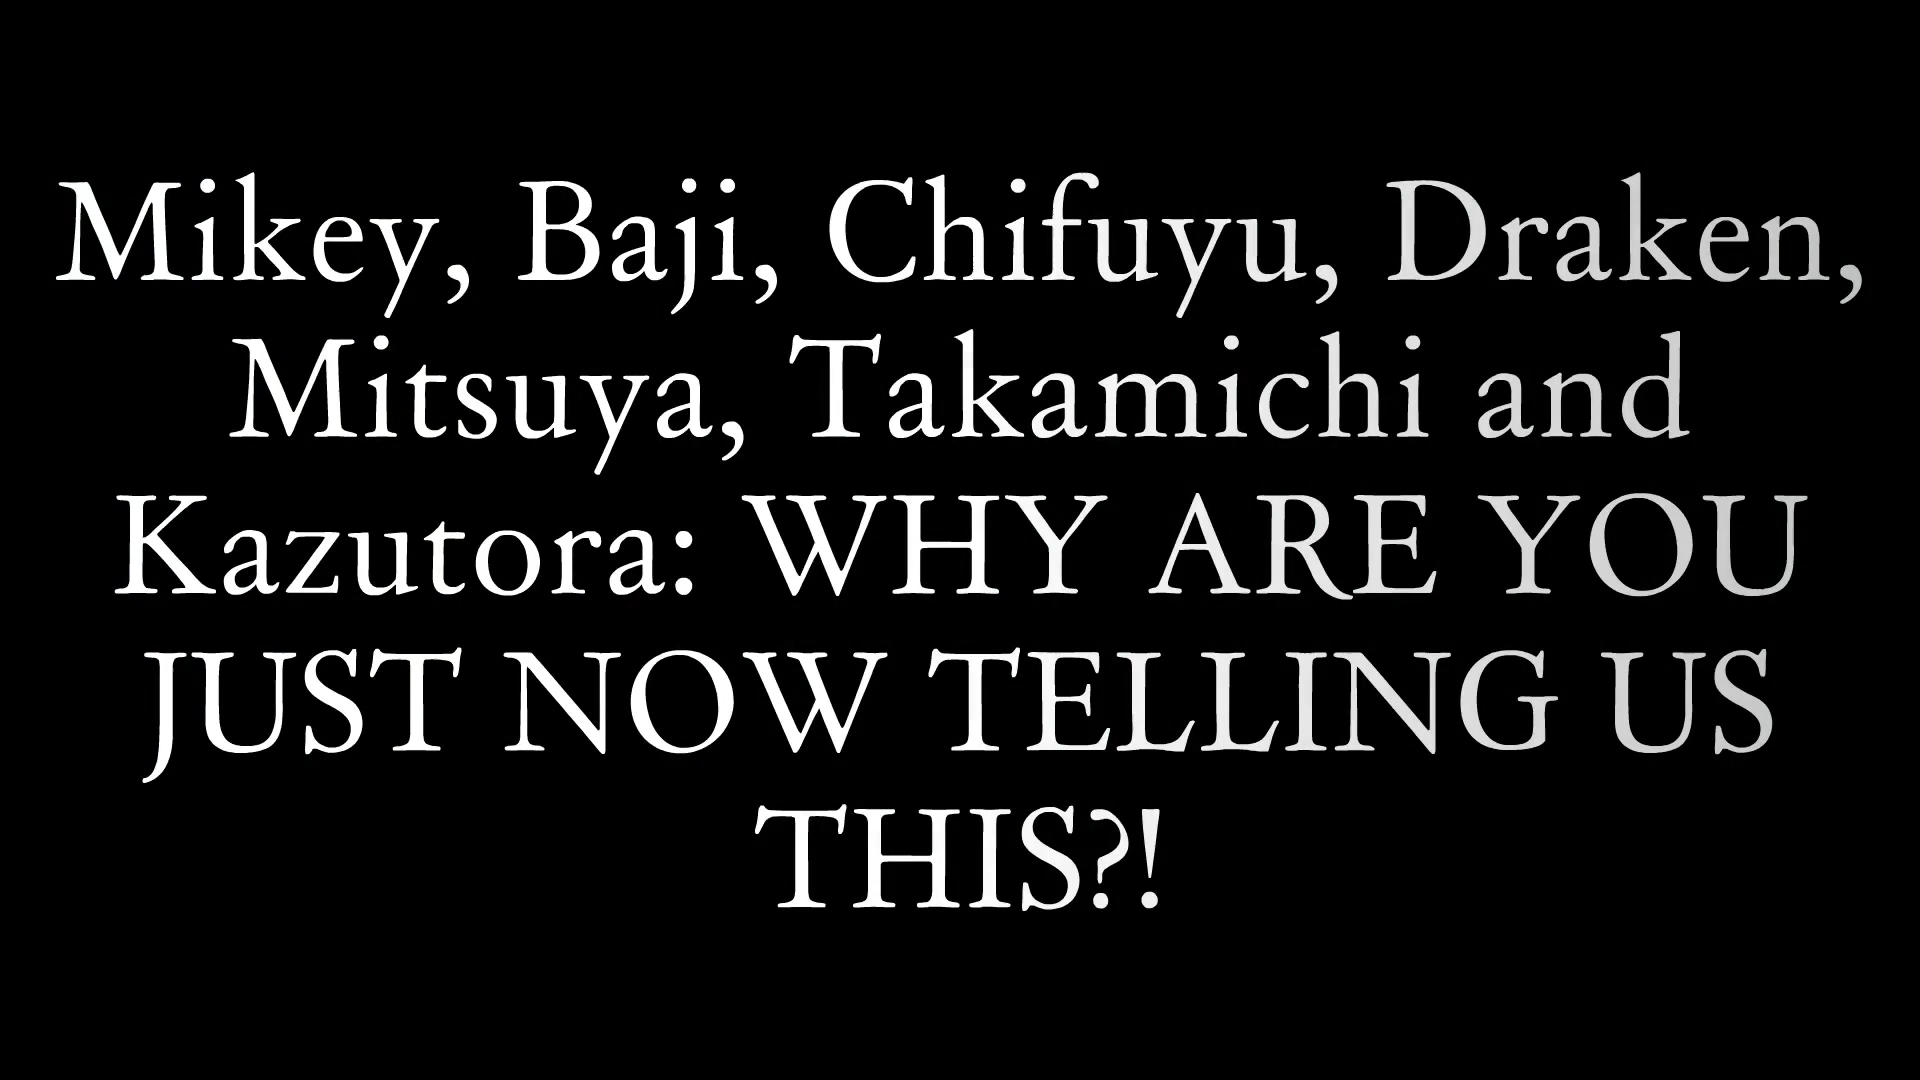 Mikey, Baji, Chifuyu, Draken,
Mitsuya, Takamichi and
Kazutora: WHY ARE YOU
JUST NOW TELLING US
THIS?!